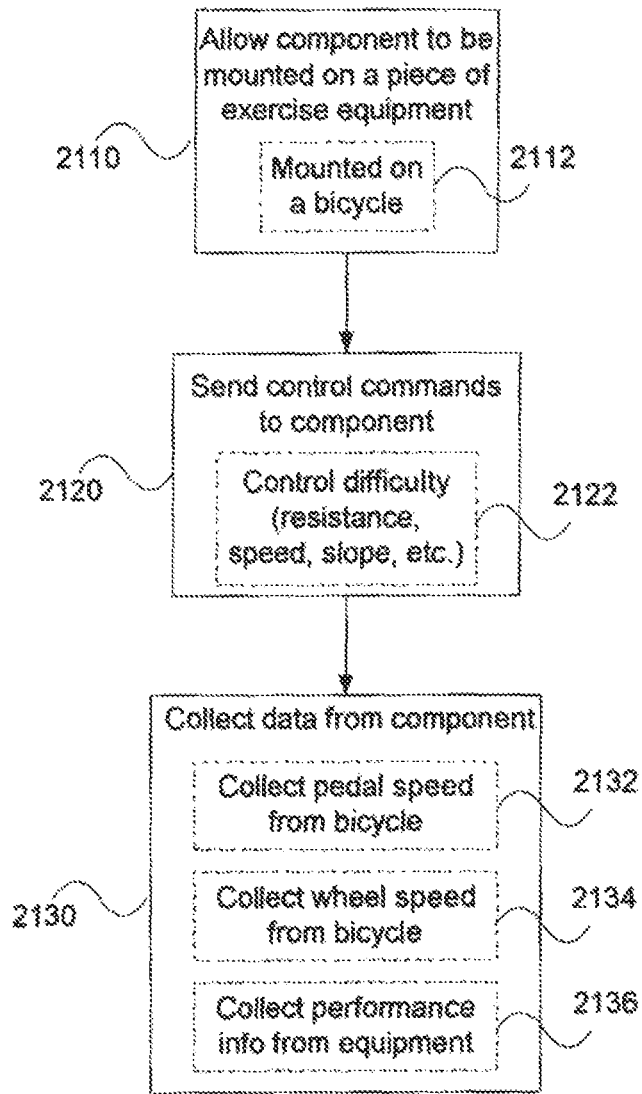 Allow component to be
mounted on a piece of
exercise equipment
2110
Mounted on
a bicycle
2112
Send control commands
to component
2120
Control difficulty
(resistance,
speed, slope, etc.)
2122
Collect data from component
Collect pedal speed
from bicycle
2132
2130
Collect wheel speed
from bicycle
2134
Collect performance
info from equipment
2136